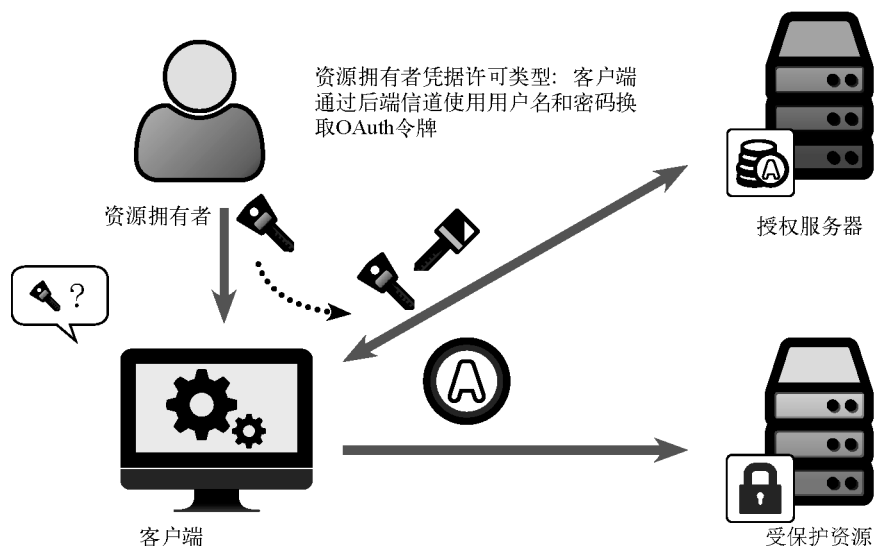 资源拥有者凭据许可类型：客户端
通过后端信道使用用户名和密码换
取OAuth令牌
资源拥有者
授权服务器
?
A
A
客户端
受保护资源